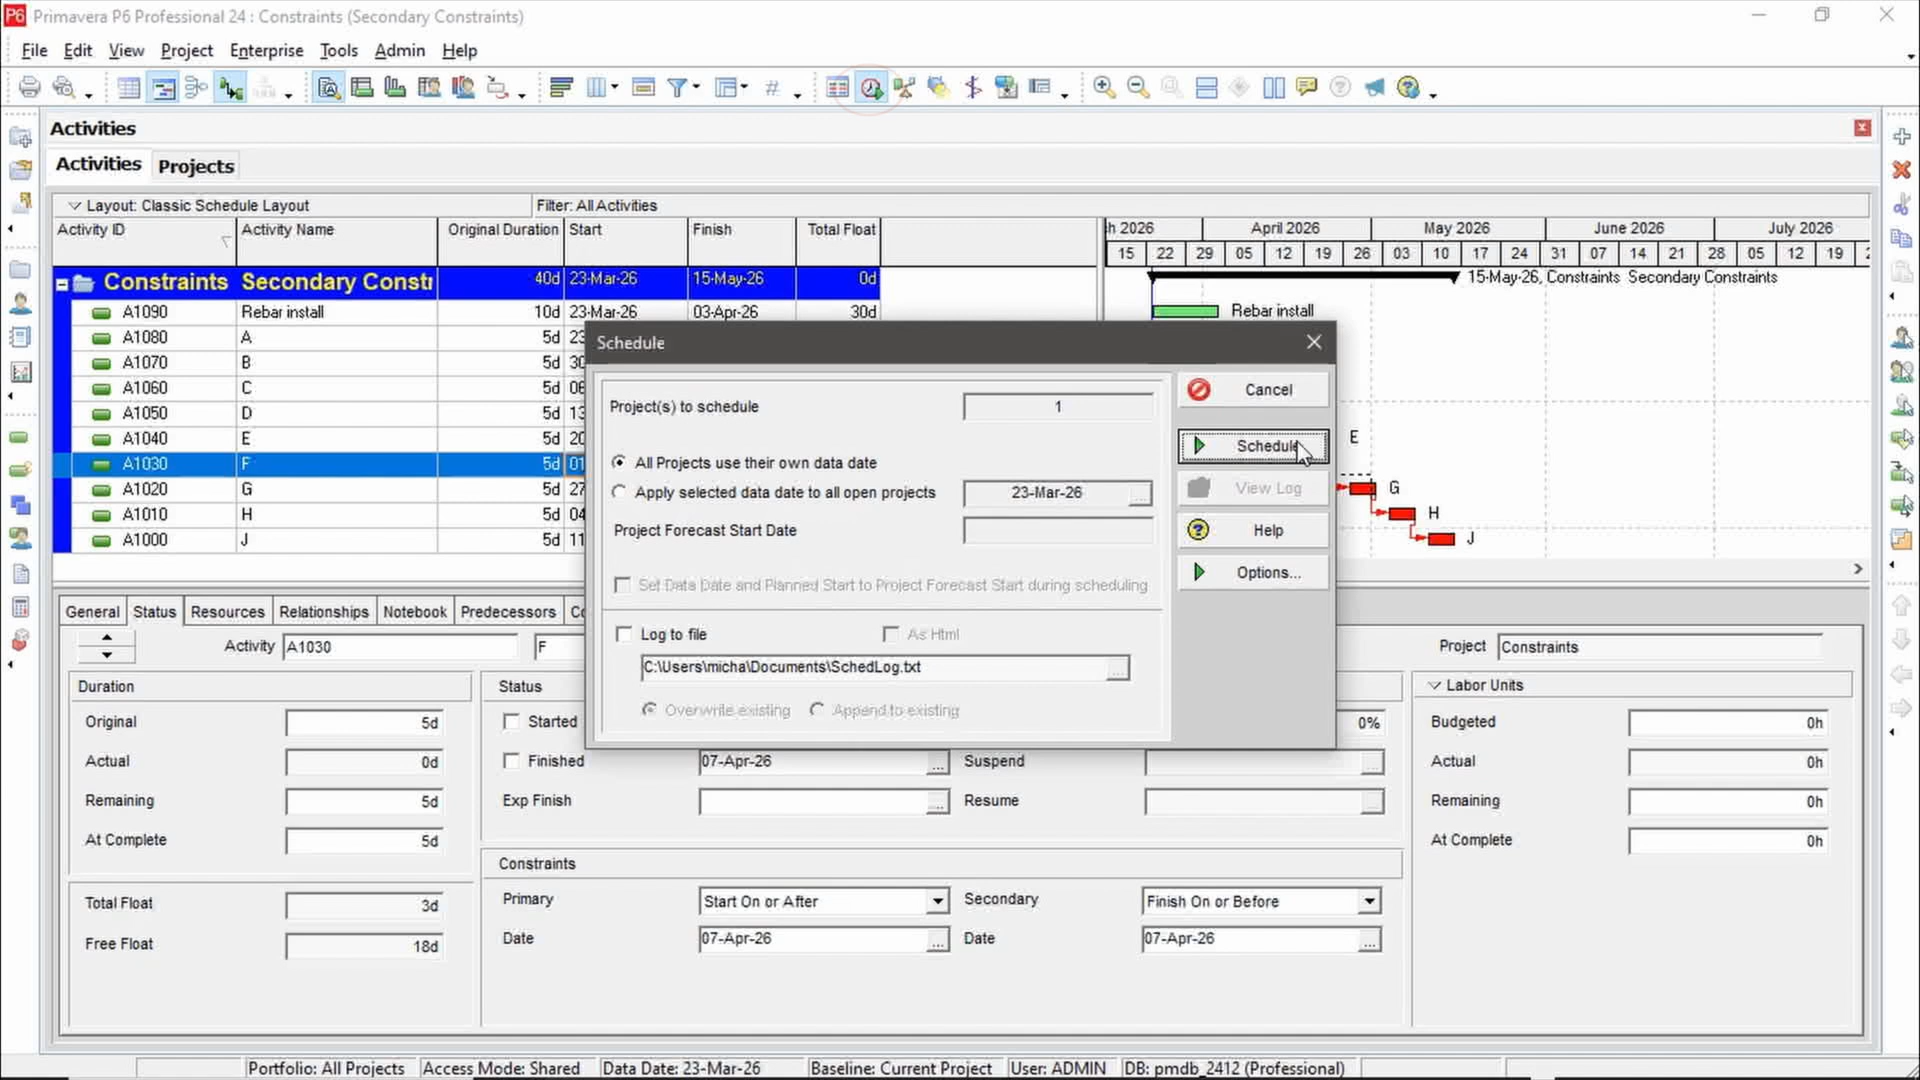 P6 Primavera P6 Professional 24 : Constraints (Secondary Constraints)
File Edit View Project Enterprise Tools Admin Help
Activities
Activities Projects
Layout: Classic Schedule Layout Filter: All Activities
Activity ID Activity Name Original Duration Start Finish Total Float
h 2026 April 2026 May 2026 June 2026 July 2026
15 22 29 05 12 19 26 03 10 17 24 31 07 14 21 28 05 12 19
Constraints Secondary Constr 40d 23-Mar-26 15-May-26 0d 15-May-26, Constraints Secondary Constraints
A1090 Rebar install 10d 23-Mar-26 03-Apr-26 30d Rebar install
A1080 A 5d 23
A1070 B 5d 30
A1060 C 5d 06
A1050 D 5d 13
A1040 E 5d 20 E
A1030 F 5d 01
A1020 G 5d 27 G
A1010 H 5d 04 H
A1000 J 5d 11 J
Schedule
Project(s) to schedule 1
Cancel
All Projects use their own data date
Schedule
Apply selected data date to all open projects 23-Mar-26 ...
View Log
Project Forecast Start Date
Help
Set Data Date and Planned Start to Project Forecast Start during scheduling
Options...
Log to file As Html
C:\Users\micha\Documents\SchedLog.txt ...
Overwrite existing Append to existing
General Status Resources Relationships Notebook Predecessors Co
Activity A1030 F Project Constraints
Duration Status Labor Units
Original 5d Started 0% Budgeted 0h
Actual 0d Finished 07-Apr-26 ... Suspend ... Actual 0h
Remaining 5d Exp Finish ... Resume ... Remaining 0h
At Complete 5d At Complete 0h
Constraints
Total Float 3d Primary Start On or After Secondary Finish On or Before
Free Float 18d Date 07-Apr-26 ... Date 07-Apr-26 ...
Portfolio: All Projects Access Mode: Shared Data Date: 23-Mar-26 Baseline: Current Project User: ADMIN DB: pmdb_2412 (Professional)